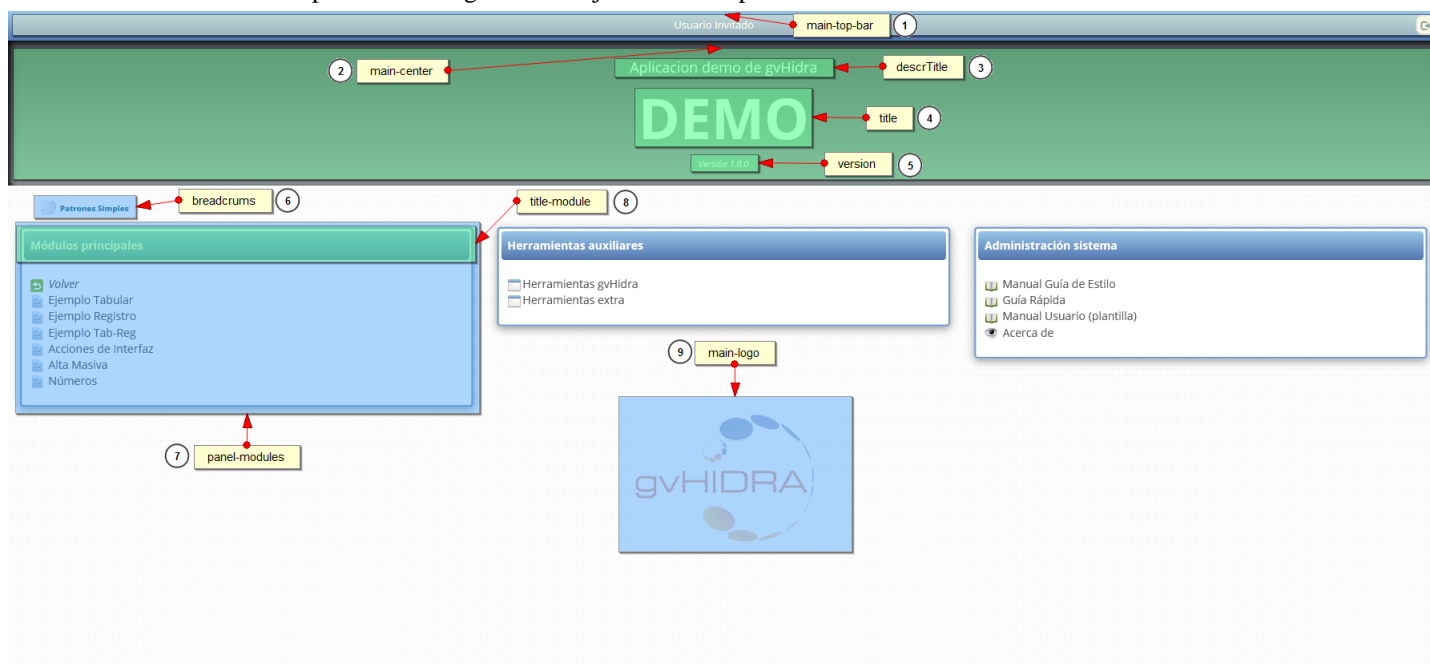 Usuario Invitado main-top-bar 1
2 main-center
Aplicacion demo de gvHidra descrTitle 3
DEMO title 4
Versión 1.0.0 version 5
Patrones Simples breadcrums 6
title-module 8
Módulos principales
Volver
Ejemplo Tabular
Ejemplo Registro
Ejemplo Tab-Reg
Acciones de Interfaz
Alta Masiva
Números
Herramientas auxiliares
Herramientas gvHidra
Herramientas extra
Administración sistema
Manual Guía de Estilo
Guía Rápida
Manual Usuario (plantilla)
Acerca de
9 main-logo
7 panel-modules
gvHIDRA